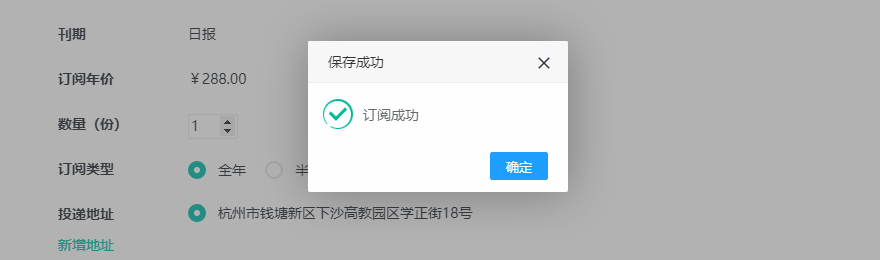 刊期 日报
保存成功
订阅年价 ￥288.00
订阅成功
数量（份） 1
确定
订阅类型 全年 半
投递地址 杭州市钱塘新区下沙高教园区学正街18号
新增地址